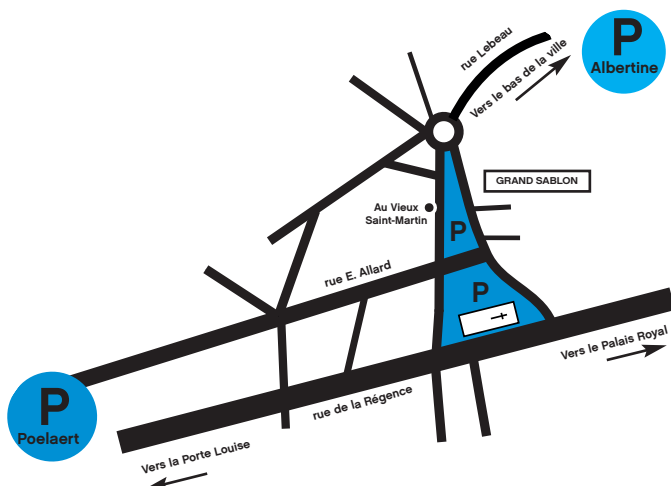 rue Lebeau
Vers le bas de la ville
P
Albertine
GRAND SABLON
Au Vieux
Saint-Martin
P
rue E. Allard
P
Vers le Palais Royal
P
Poelaert
rue de la Régence
Vers la Porte Louise